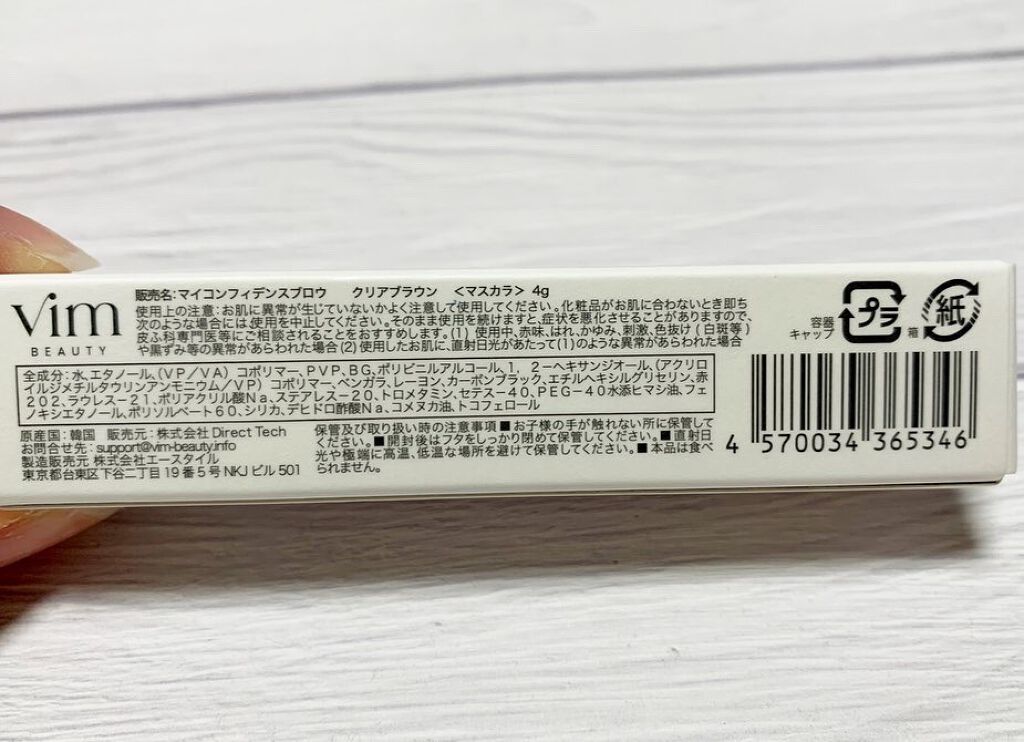 vim
BEAUTY
販売名:マイコンフィデンスブロウ　クリアブラウン　<マスカラ> 4g
使用上の注意:お肌に異常が生じていないかよく注意して使用してください。化粧品がお肌に合わないとき即ち
次のような場合には、使用を中止してください。そのまま使用を続けますと、症状を悪化させることがありますので、
皮ふ科専門医等にご相談されることをおすすめします。(1)使用中、赤味、はれ、かゆみ、刺激、色抜け(白斑等)
や黒ずみ等の異常があらわれた場合(2)使用したお肌に、直射日光があたって(1)のような異常があらわれた場合
全成分:水、エタノール、(VP/VA)コポリマー、PVP、BG、ポリビニルアルコール、1,2-ヘキサンジオール、(アクリロ
イルジメチルタウリンアンモニウム/VP)コポリマー、ベンガラ、レーヨン、カーボンブラック、エチルヘキシルグリセリン、赤
202、ラウレス-21、ポリアクリル酸Na、ステアレス-20、トロメタミン、セテス-40、PEG-40水添ヒマシ油、フェ
ノキシエタノール、ポリソルベート60、シリカ、デヒドロ酢酸Na、コメヌカ油、トコフェロール
原産国:韓国　販売元:株式会社 Direct Tech
お問合せ先:support@vim-beauty.info
製造販売元 株式会社エースタイル
東京都台東区下谷二丁目19番5号 NKJ ビル 501
保管及び取り扱い時の注意事項■お子様の手が触れない所に保管して
ください。■開封後はフタをしっかり閉めて保管してください。■直射日
光や極端に高温、低温な場所を避けて保管してください。■本品は食べ
られません。
容器
キャップ
プラ
箱
紙
4 570034 365346